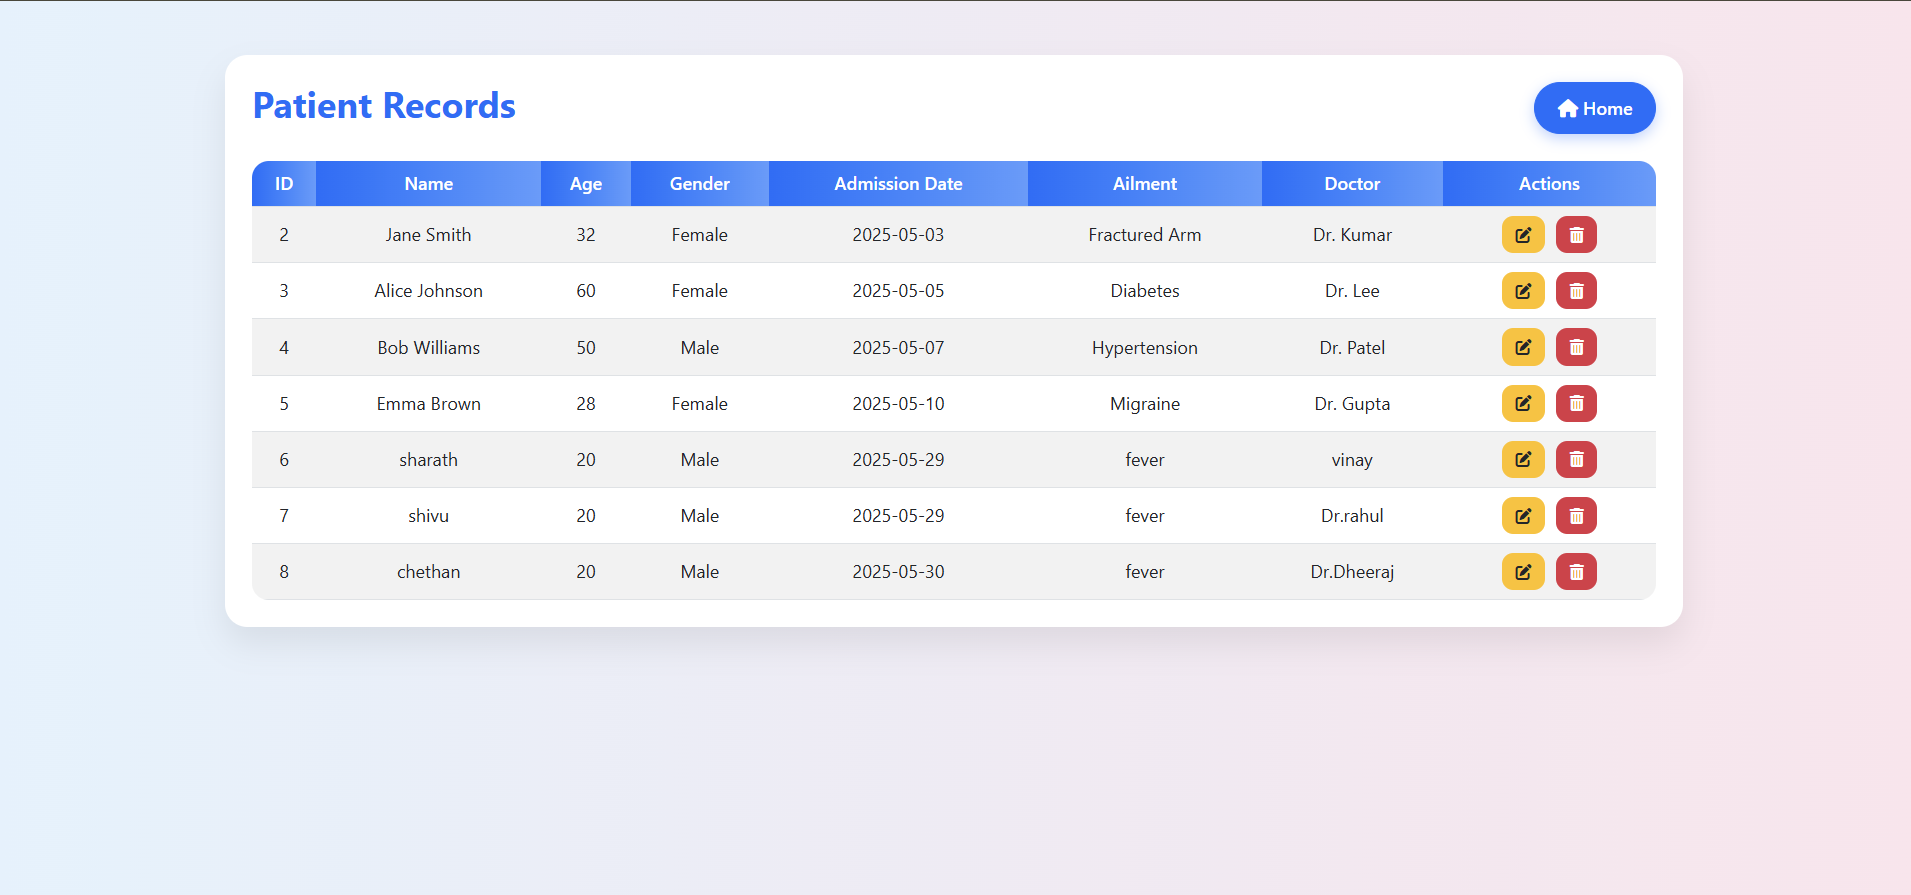 Patient Records
Home
ID Name Age Gender Admission Date Ailment Doctor Actions
2 Jane Smith 32 Female 2025-05-03 Fractured Arm Dr. Kumar
3 Alice Johnson 60 Female 2025-05-05 Diabetes Dr. Lee
4 Bob Williams 50 Male 2025-05-07 Hypertension Dr. Patel
5 Emma Brown 28 Female 2025-05-10 Migraine Dr. Gupta
6 sharath 20 Male 2025-05-29 fever vinay
7 shivu 20 Male 2025-05-29 fever Dr.rahul
8 chethan 20 Male 2025-05-30 fever Dr.Dheeraj